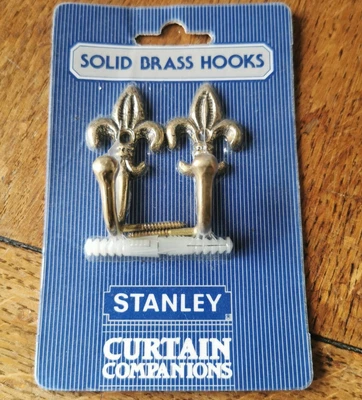 SOLID BRASS HOOKS
STANLEY
CURTAIN
COMPANIONS